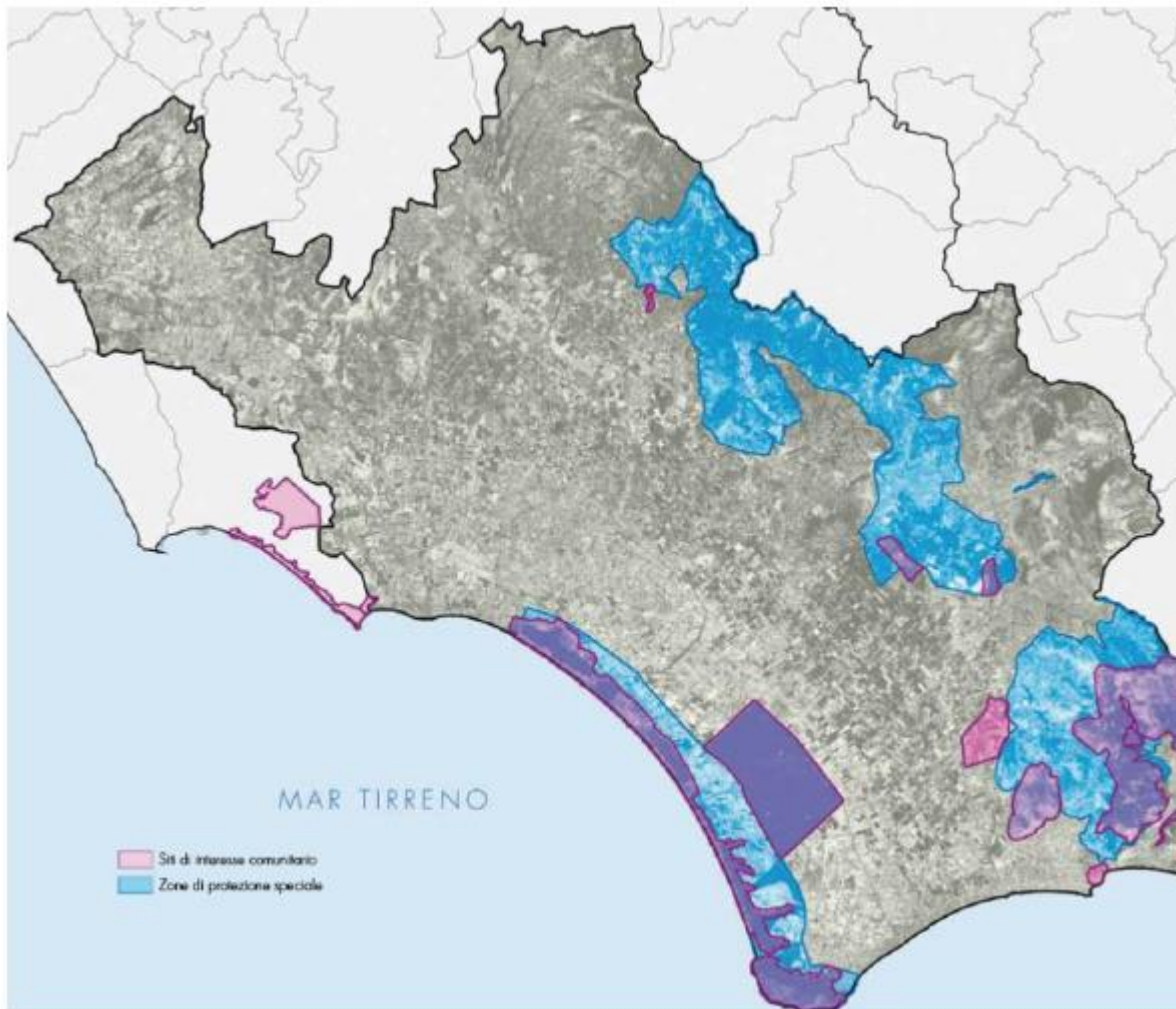 MAR TIRRENO
Siti di interesse comunitario
Zone di protezione speciale